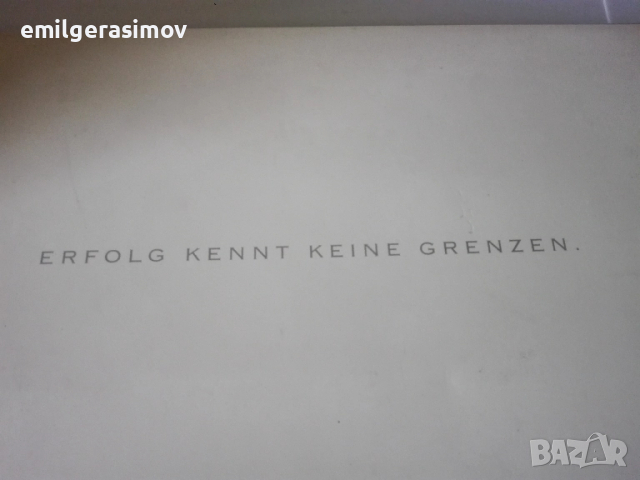 emilgerasimov
ERFOLG KENNT KEINE GRENZEN.
BAZAR